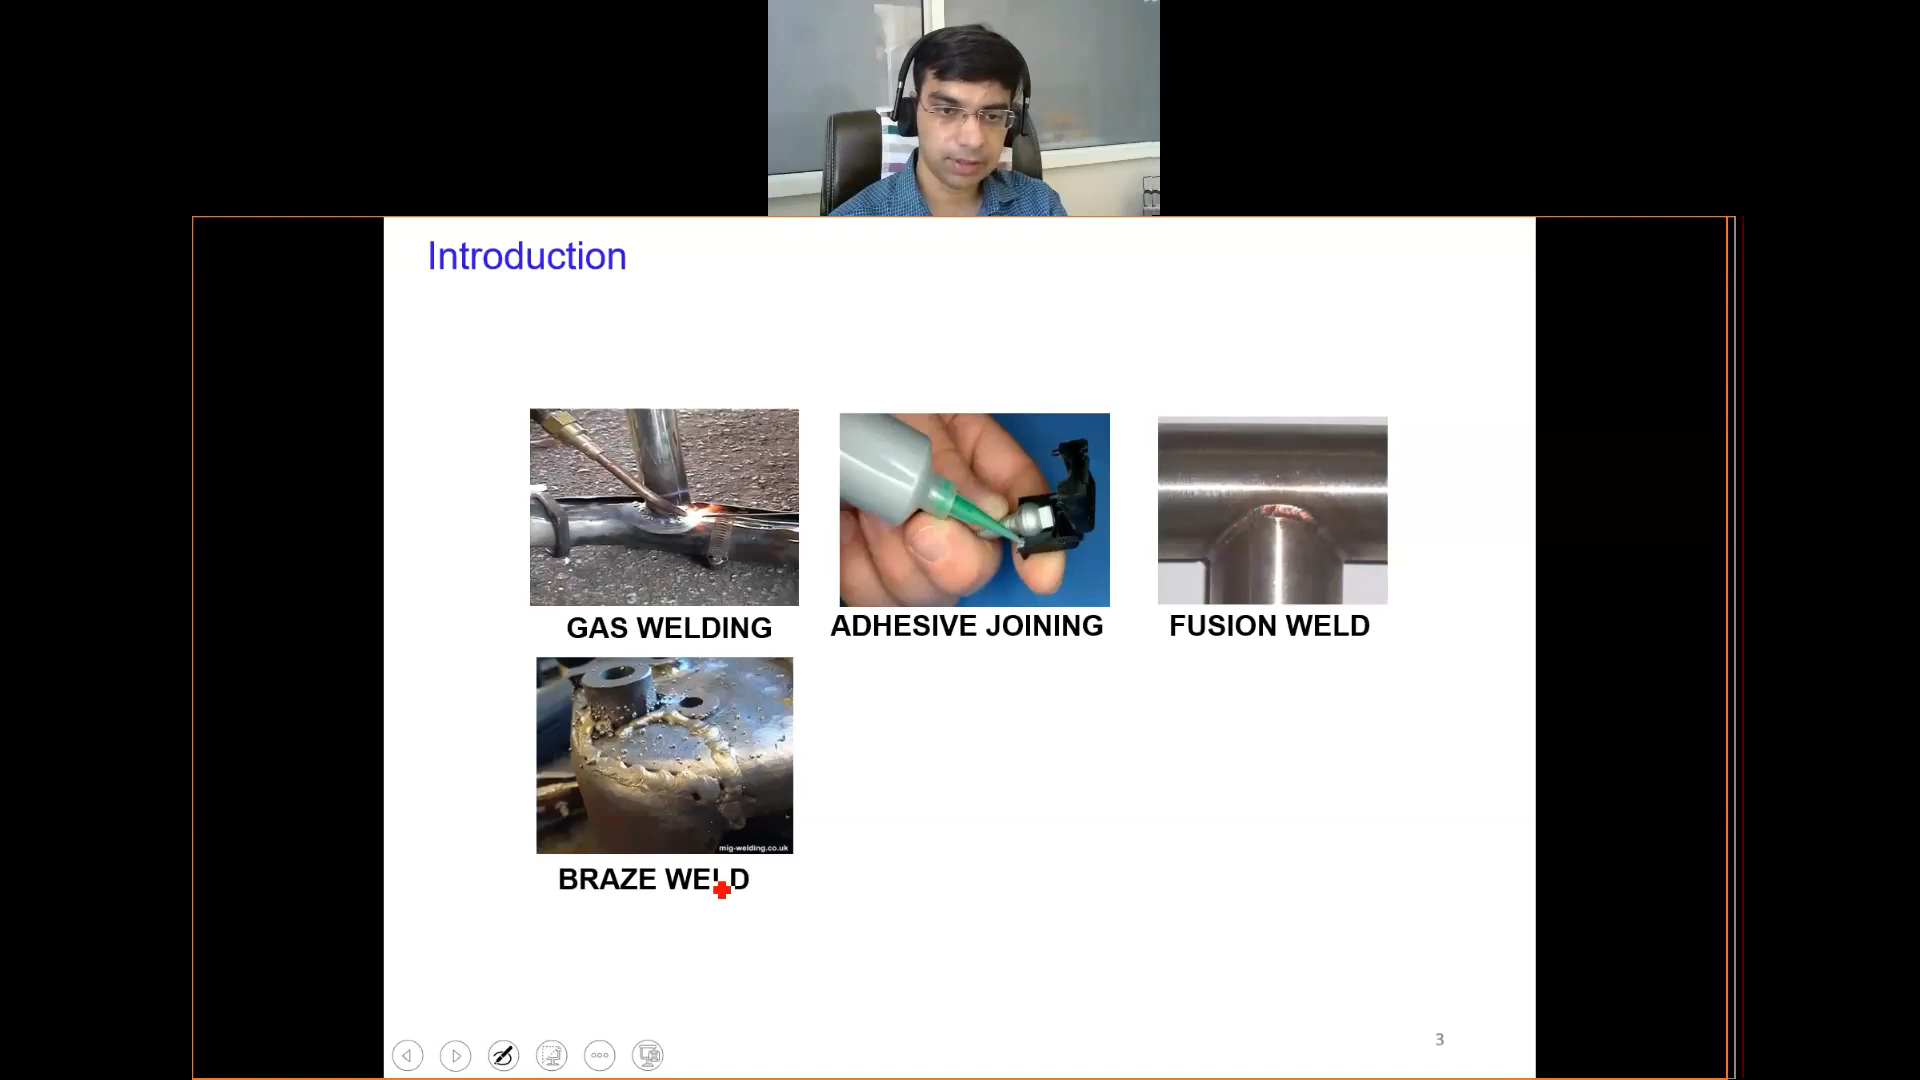 Introduction
GAS WELDING
ADHESIVE JOINING
FUSION WELD
mig-welding.co.uk
BRAZE WELD
3